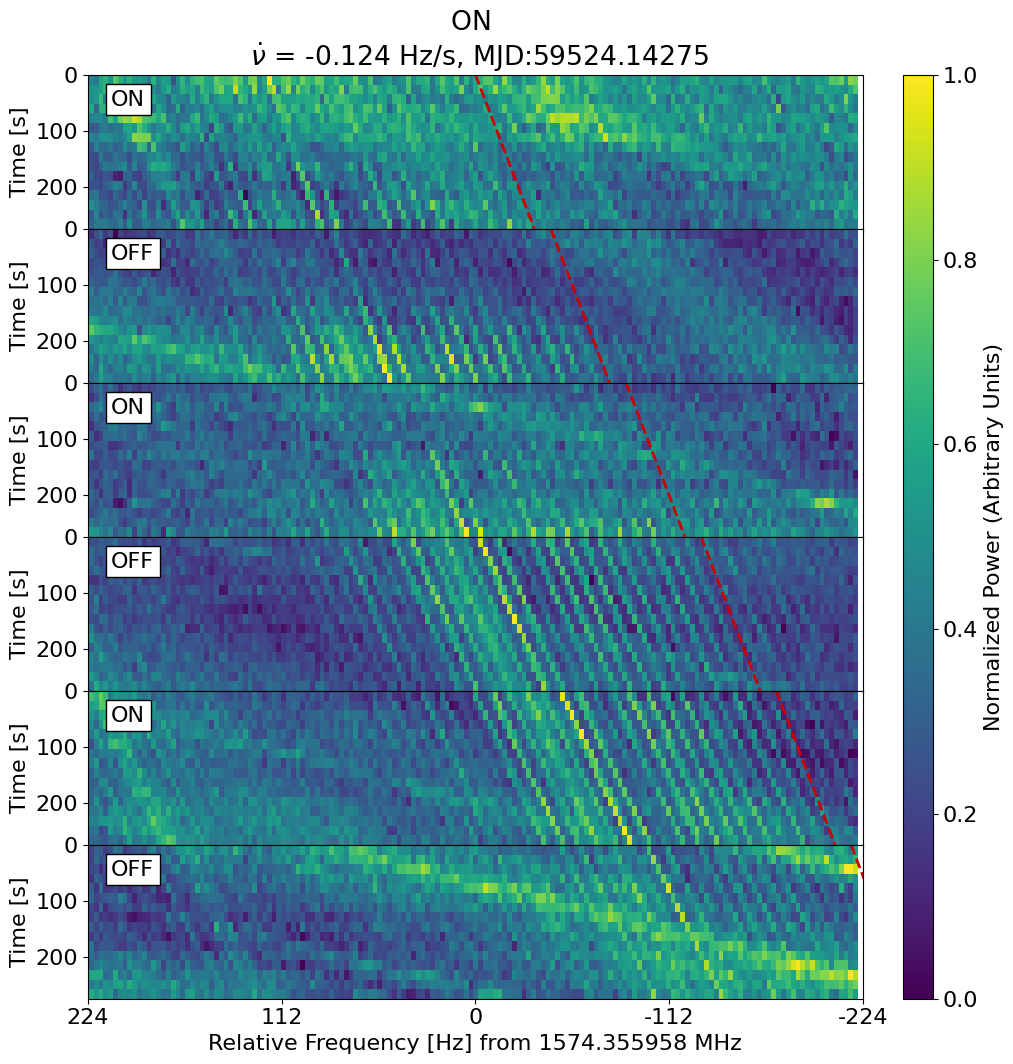 ON
ν̇ = -0.124 Hz/s, MJD:59524.14275
0
ON
Time [s]
100
200
0
OFF
Time [s]
100
200
0
ON
Time [s]
100
200
0
OFF
Time [s]
100
200
0
ON
Time [s]
100
200
0
OFF
Time [s]
100
200
224 112 0 -112 -224
Relative Frequency [Hz] from 1574.355958 MHz
1.0
0.8
0.6
0.4
0.2
0.0
Normalized Power (Arbitrary Units)